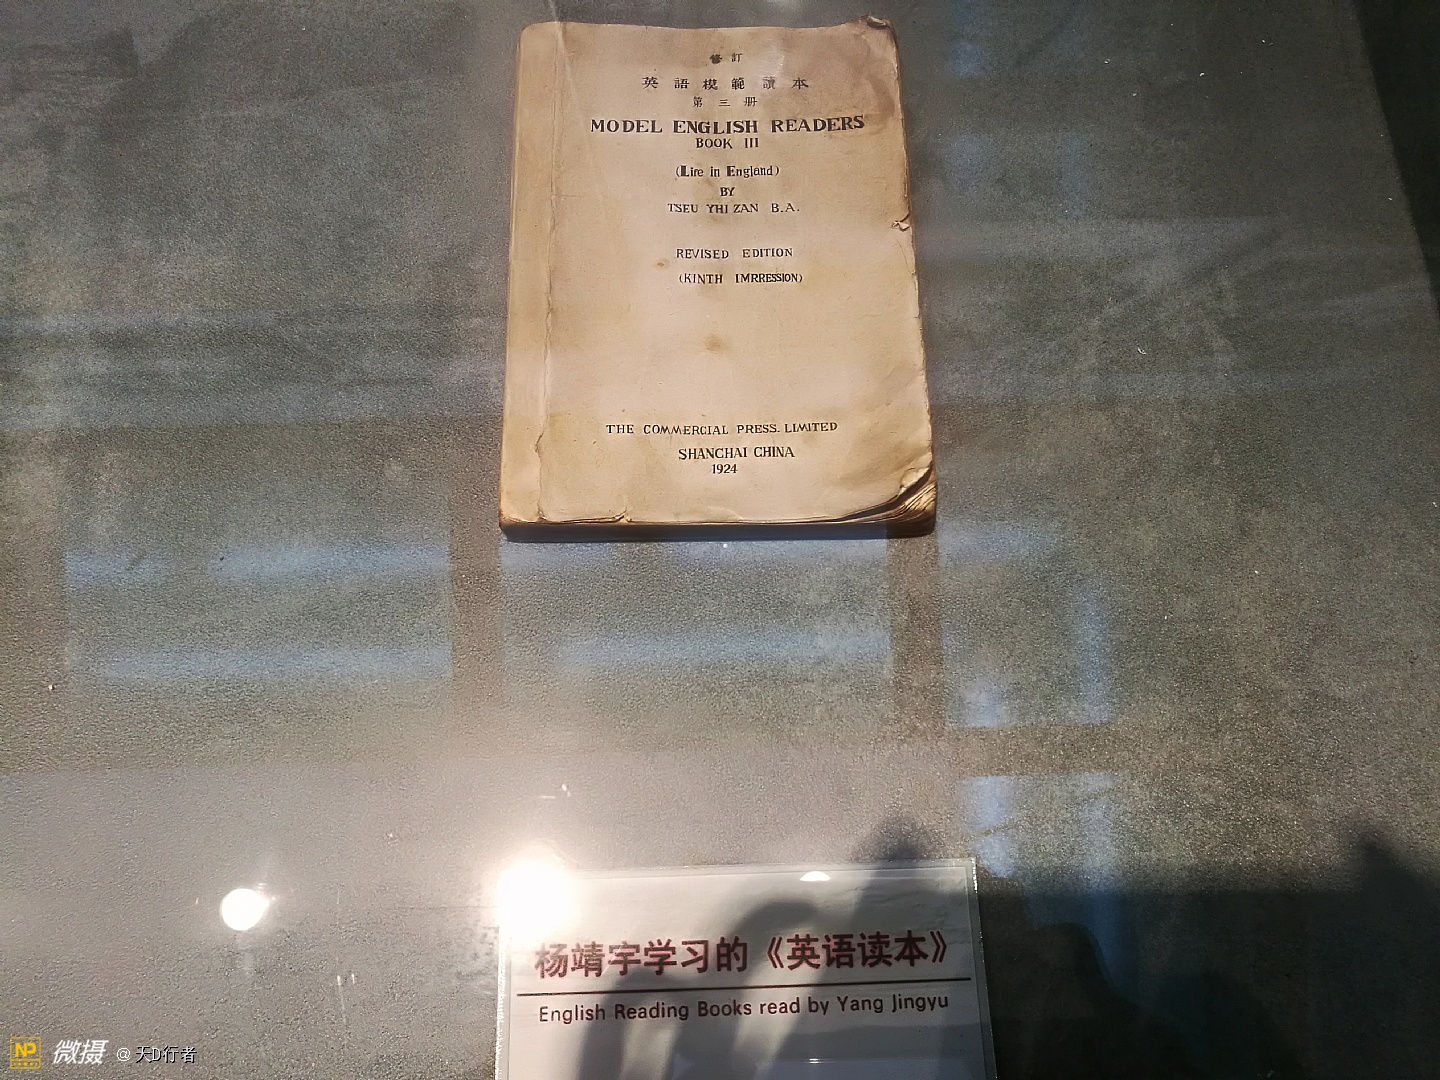 修訂
英語模範讀本
第三册
MODEL ENGLISH READERS
BOOK III
(Lire in England)
BY
TSEU YHI ZAN B.A.
REVISED EDITION
(KINTH IMRRESSION)
THE COMMERCIAL PRESS. LIMITED
SHANCHAI CHINA
1924
杨靖宇学习的《英语读本》
English Reading Books read by Yang Jingyu
NP 微摄 @天D行者